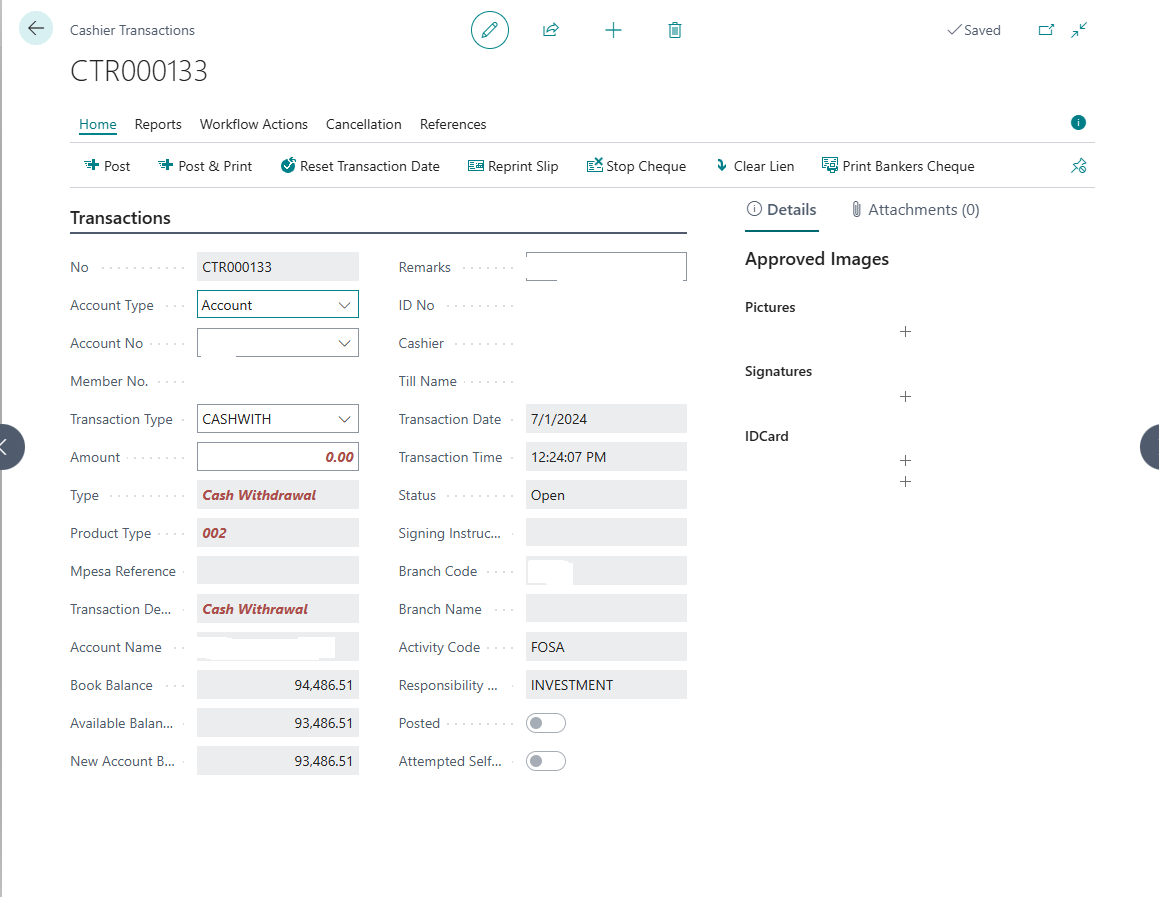 Cashier Transactions
Saved
CTR000133
Home Reports Workflow Actions Cancellation References
Post Post & Print Reset Transaction Date Reprint Slip Stop Cheque Clear Lien Print Bankers Cheque
Transactions
No CTR000133
Account Type Account
Account No
Member No.
Transaction Type CASHWITH
Amount 0.00
Type Cash Withdrawal
Product Type 002
Mpesa Reference
Transaction De... Cash Withrawal
Account Name
Book Balance 94,486.51
Available Balan... 93,486.51
New Account B... 93,486.51
Remarks
ID No
Cashier
Till Name
Transaction Date 7/1/2024
Transaction Time 12:24:07 PM
Status Open
Signing Instruc...
Branch Code
Branch Name
Activity Code FOSA
Responsibility ... INVESTMENT
Posted
Attempted Self...
Details Attachments (0)
Approved Images
Pictures
Signatures
IDCard